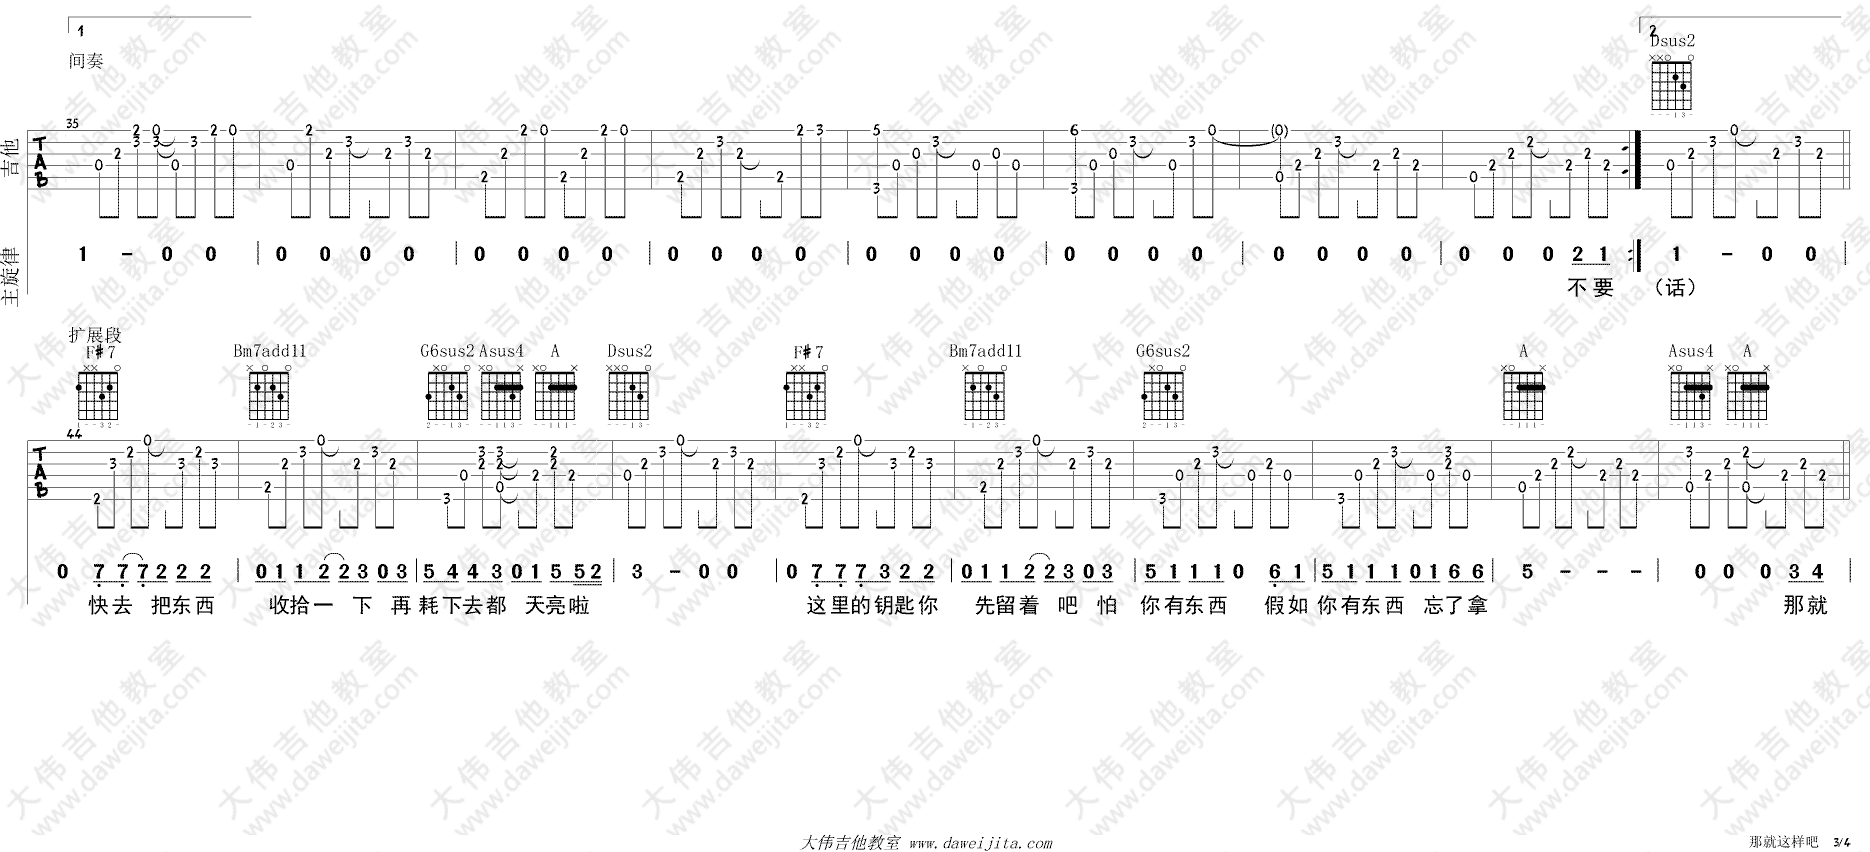 1
2
间奏
Dsus2
35
吉他
TAB
主旋律
1 - 0 0 | 0 0 0 0 | 0 0 0 0 | 0 0 0 0 | 0 0 0 0 | 0 0 0 0 | 0 0 0 0 | 0 0 0 2 1 :| 1 - 0 0 |
不 要 （话）
扩展段
F#7 Bm7add11 G6sus2 Asus4 A Dsus2 F#7 Bm7add11 G6sus2 A Asus4 A
44
TAB
0 7 7 7 2 2 2 | 0 1 1 2 2 3 0 3 | 5 4 4 3 0 1 5 5 2 | 3 - 0 0 | 0 7 7 7 3 2 2 | 0 1 1 2 2 3 0 3 | 5 1 1 1 0 6 1 | 5 1 1 1 0 1 6 6 | 5 - - - | 0 0 0 3 4 |
快去 把东西 收拾一 下 再 耗下去都 天亮啦 这里的钥匙你 先留着 吧 怕 你有东西 假如 你有东西 忘了拿 那就
大伟吉他教室 www.daweijita.com
那就这样吧 3/4